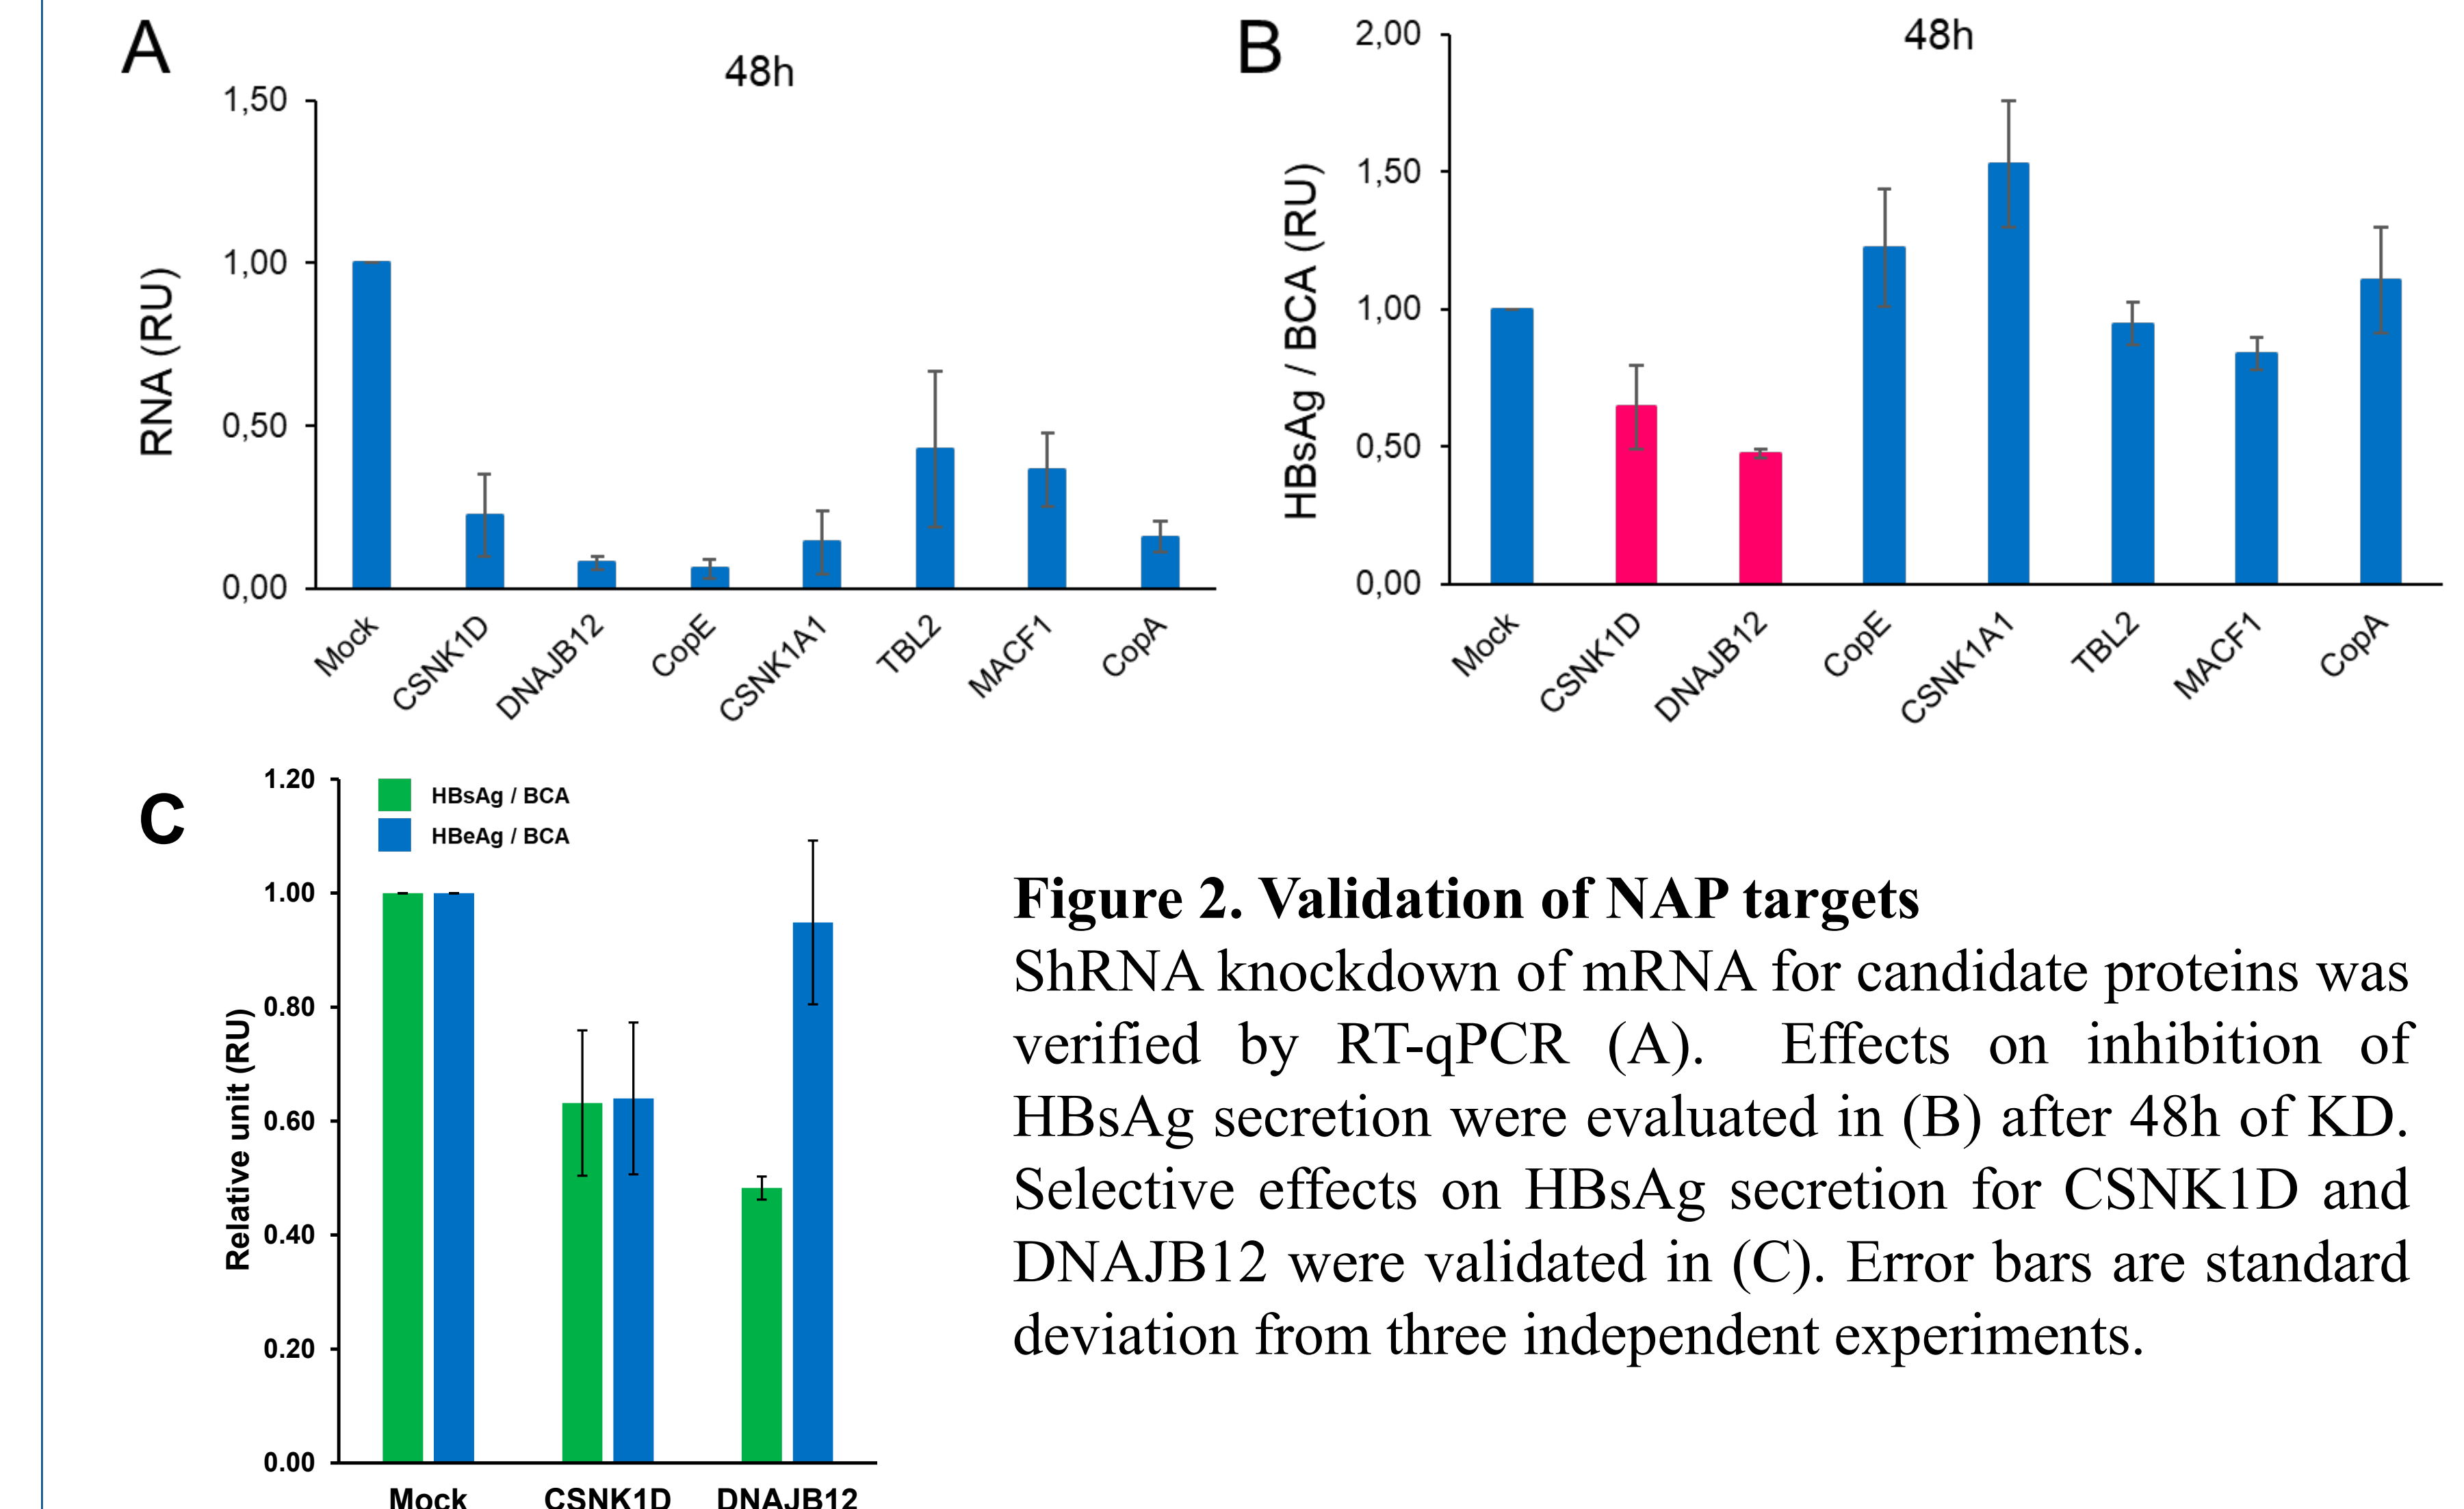 A
48h
1,50
1,00
0,50
0,00
RNA (RU)
Mock
CSNK1D
DNAJB12
CopE
CSNK1A1
TBL2
MACF1
CopA
B
48h
2,00
1,50
1,00
0,50
0,00
HBsAg / BCA (RU)
Mock
CSNK1D
DNAJB12
CopE
CSNK1A1
TBL2
MACF1
CopA
C
HBsAg / BCA
HBeAg / BCA
1.20
1.00
0.80
0.60
0.40
0.20
0.00
Relative unit (RU)
Mock
CSNK1D
DNAJB12
Figure 2. Validation of NAP targets
ShRNA knockdown of mRNA for candidate proteins was
verified by RT-qPCR (A). Effects on inhibition of
HBsAg secretion were evaluated in (B) after 48h of KD.
Selective effects on HBsAg secretion for CSNK1D and
DNAJB12 were validated in (C). Error bars are standard
deviation from three independent experiments.